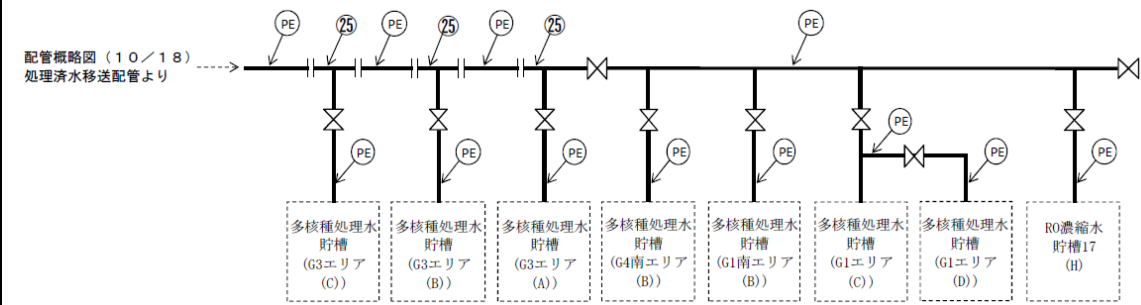 PE ㉕ PE ㉕ PE ㉕ PE
配管概略図（１０／１８）
処理済水移送配管より
PE
PE PE PE PE PE PE PE
多核種処理水
貯槽
(G3エリア
(C))
多核種処理水
貯槽
(G3エリア
(B))
多核種処理水
貯槽
(G3エリア
(A))
多核種処理水
貯槽
(G4南エリア
(B))
多核種処理水
貯槽
(G1南エリア
(B))
多核種処理水
貯槽
(G1エリア
(C))
多核種処理水
貯槽
(G1エリア
(D))
RO濃縮水
貯槽17
(H)